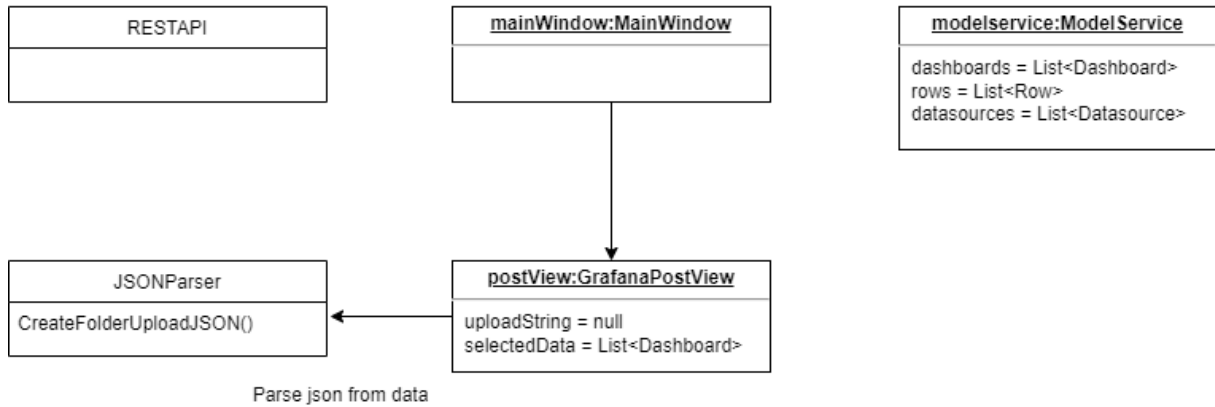 RESTAPI
mainWindow:MainWindow
modelservice:ModelService
dashboards = List<Dashboard>
rows = List<Row>
datasources = List<Datasource>
JSONParser
CreateFolderUploadJSON()
postView:GrafanaPostView
uploadString = null
selectedData = List<Dashboard>
Parse json from data